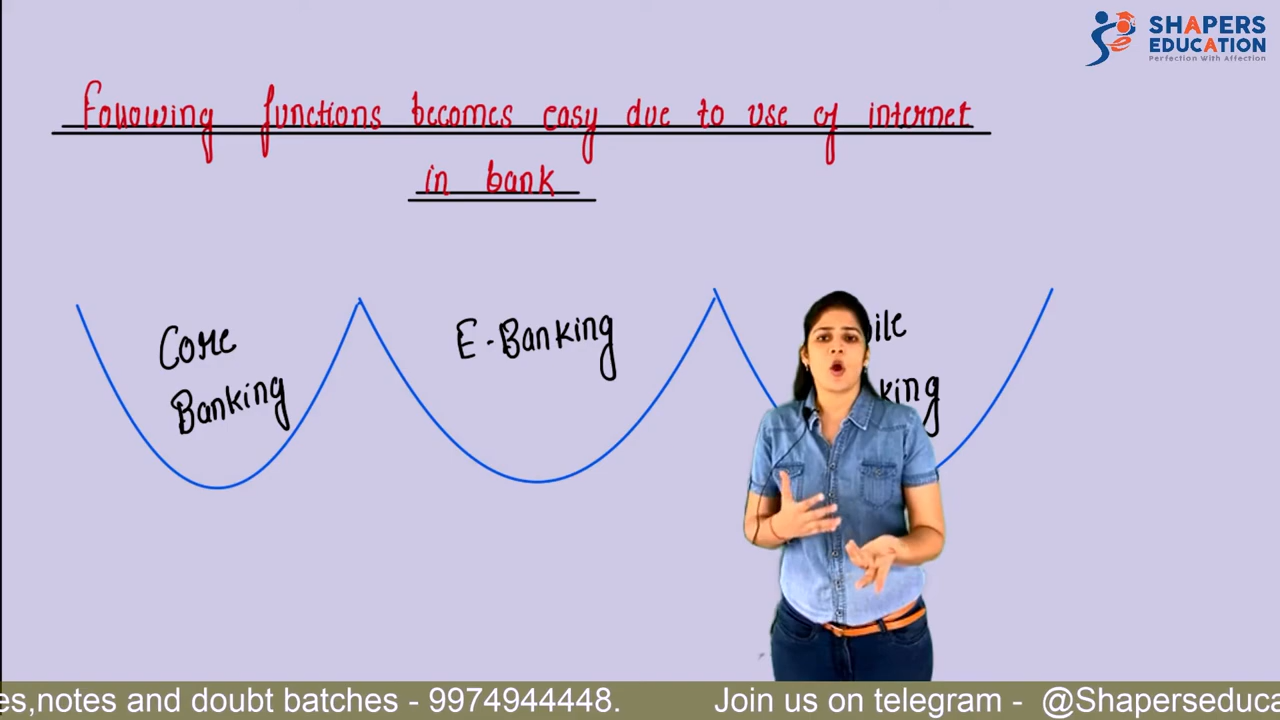 SHAPERS
EDUCATION
Perfection With Affection
Following functions becomes easy due to use of internet
in bank
Core
Banking
E-Banking
ile
king
es,notes and doubt batches - 9974944448. Join us on telegram - @Shaperseduca